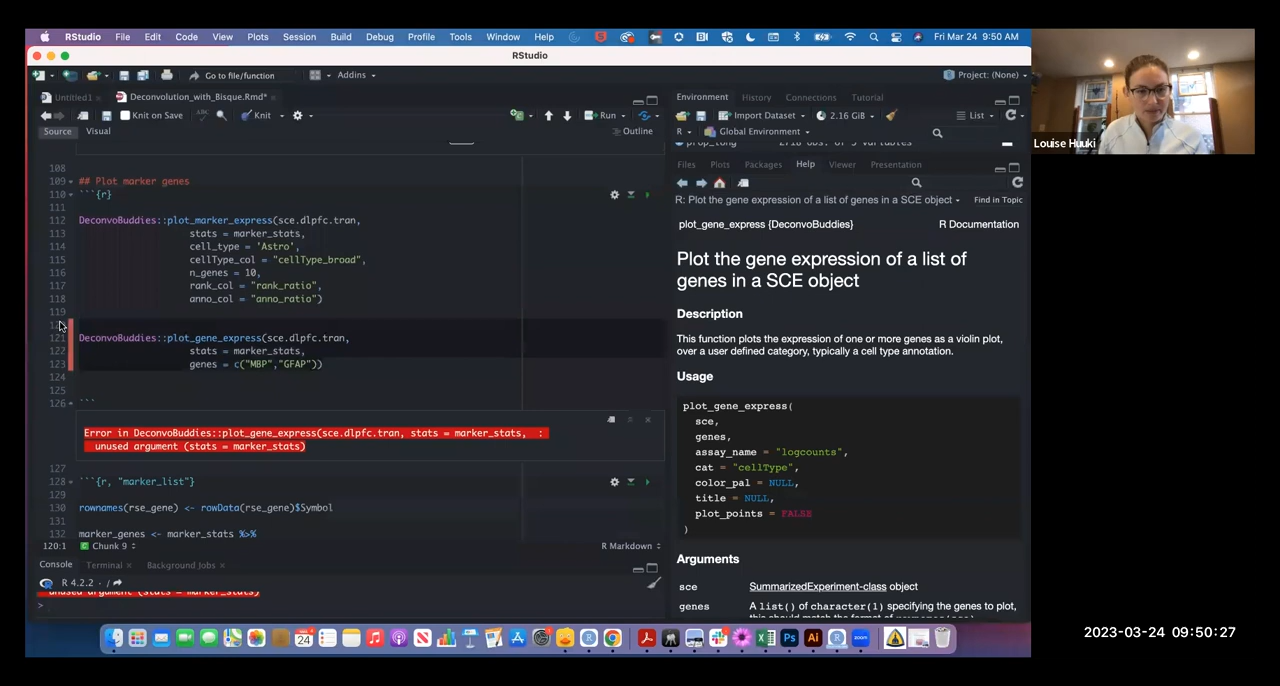 RStudio File Edit Code View Plots Session Build Debug Profile Tools Window Help Fri Mar 24 9:50 AM
RStudio
Go to file/function Addins Project: (None)
Untitled1 × Deconvolution_with_Bisque.Rmd* ×
Knit on Save ABC Knit Run
Source Visual Outline
108
109 ## Plot marker genes
110 ```{r}
111
112 DeconvoBuddies::plot_marker_express(sce.dlpfc.tran,
113 stats = marker_stats,
114 cell_type = 'Astro',
115 cellType_col = "cellType_broad",
116 n_genes = 10,
117 rank_col = "rank_ratio",
118 anno_col = "anno_ratio")
119
121 DeconvoBuddies::plot_gene_express(sce.dlpfc.tran,
122 stats = marker_stats,
123 genes = c("MBP","GFAP"))
124
125
126 ```
Error in DeconvoBuddies::plot_gene_express(sce.dlpfc.tran, stats = marker_stats, :
unused argument (stats = marker_stats)
127
128 ```{r, "marker_list"}
129
130 rownames(rse_gene) <- rowData(rse_gene)$Symbol
131
132 marker_genes <- marker_stats %>%
120:1 Chunk 9 R Markdown
Console Terminal × Background Jobs ×
R 4.2.2 · /
unused argument (stats = marker_stats)
>
Environment History Connections Tutorial
Import Dataset 2.16 GiB List
R Global Environment
Files Plots Packages Help Viewer Presentation
R: Plot the gene expression of a list of genes in a SCE object Find in Topic
plot_gene_express {DeconvoBuddies} R Documentation
Plot the gene expression of a list of
genes in a SCE object
Description
This function plots the expression of one or more genes as a violin plot,
over a user defined category, typically a cell type annotation.
Usage
plot_gene_express(
sce,
genes,
assay_name = "logcounts",
cat = "cellType",
color_pal = NULL,
title = NULL,
plot_points = FALSE
)
Arguments
sce SummarizedExperiment-class object
genes A list() of character(1) specifying the genes to plot,
Louise Huuki
2023-03-24 09:50:27